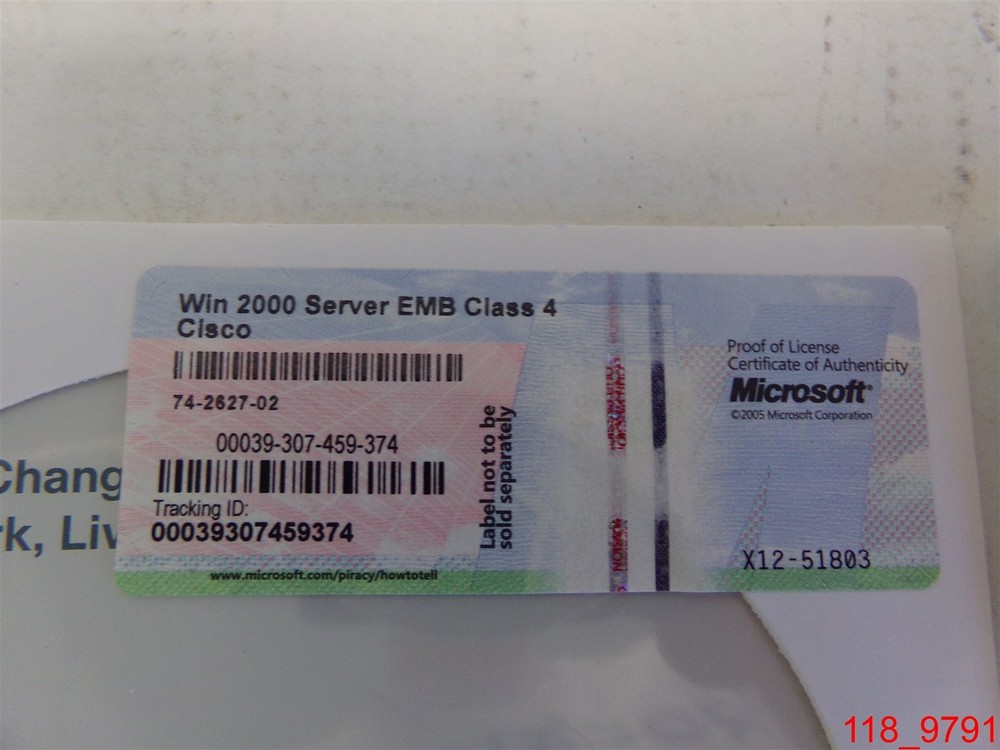 Win 2000 Server EMB Class 4
Cisco
74-2627-02
00039-307-459-374
Tracking ID:
00039307459374
www.microsoft.com/piracy/howtotell
Label not to be
sold separately
Proof of License
Certificate of Authenticity
Microsoft®
©2005 Microsoft Corporation
X12-51803
Chang
rk, Liv
118_9791